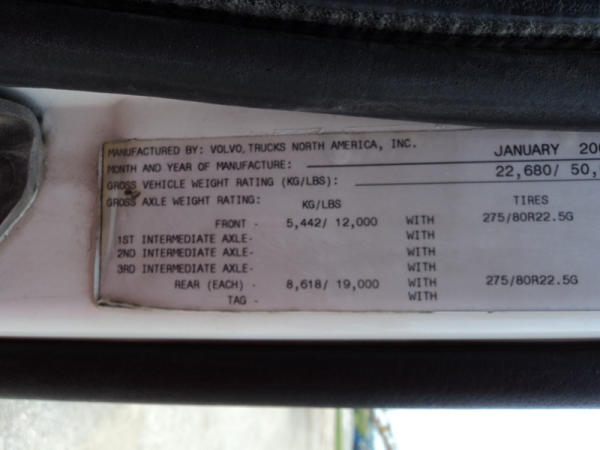 MANUFACTURED BY: VOLVO TRUCKS NORTH AMERICA, INC.
MONTH AND YEAR OF MANUFACTURE: JANUARY
GROSS VEHICLE WEIGHT RATING (KG/LBS): 22,680/ 50,
GROSS AXLE WEIGHT RATING: KG/LBS TIRES
FRONT - 5,442/ 12,000 WITH 275/80R22.5G
1ST INTERMEDIATE AXLE- WITH
2ND INTERMEDIATE AXLE- WITH
3RD INTERMEDIATE AXLE- WITH
REAR (EACH) - 8,618/ 19,000 WITH 275/80R22.5G
TAG - WITH